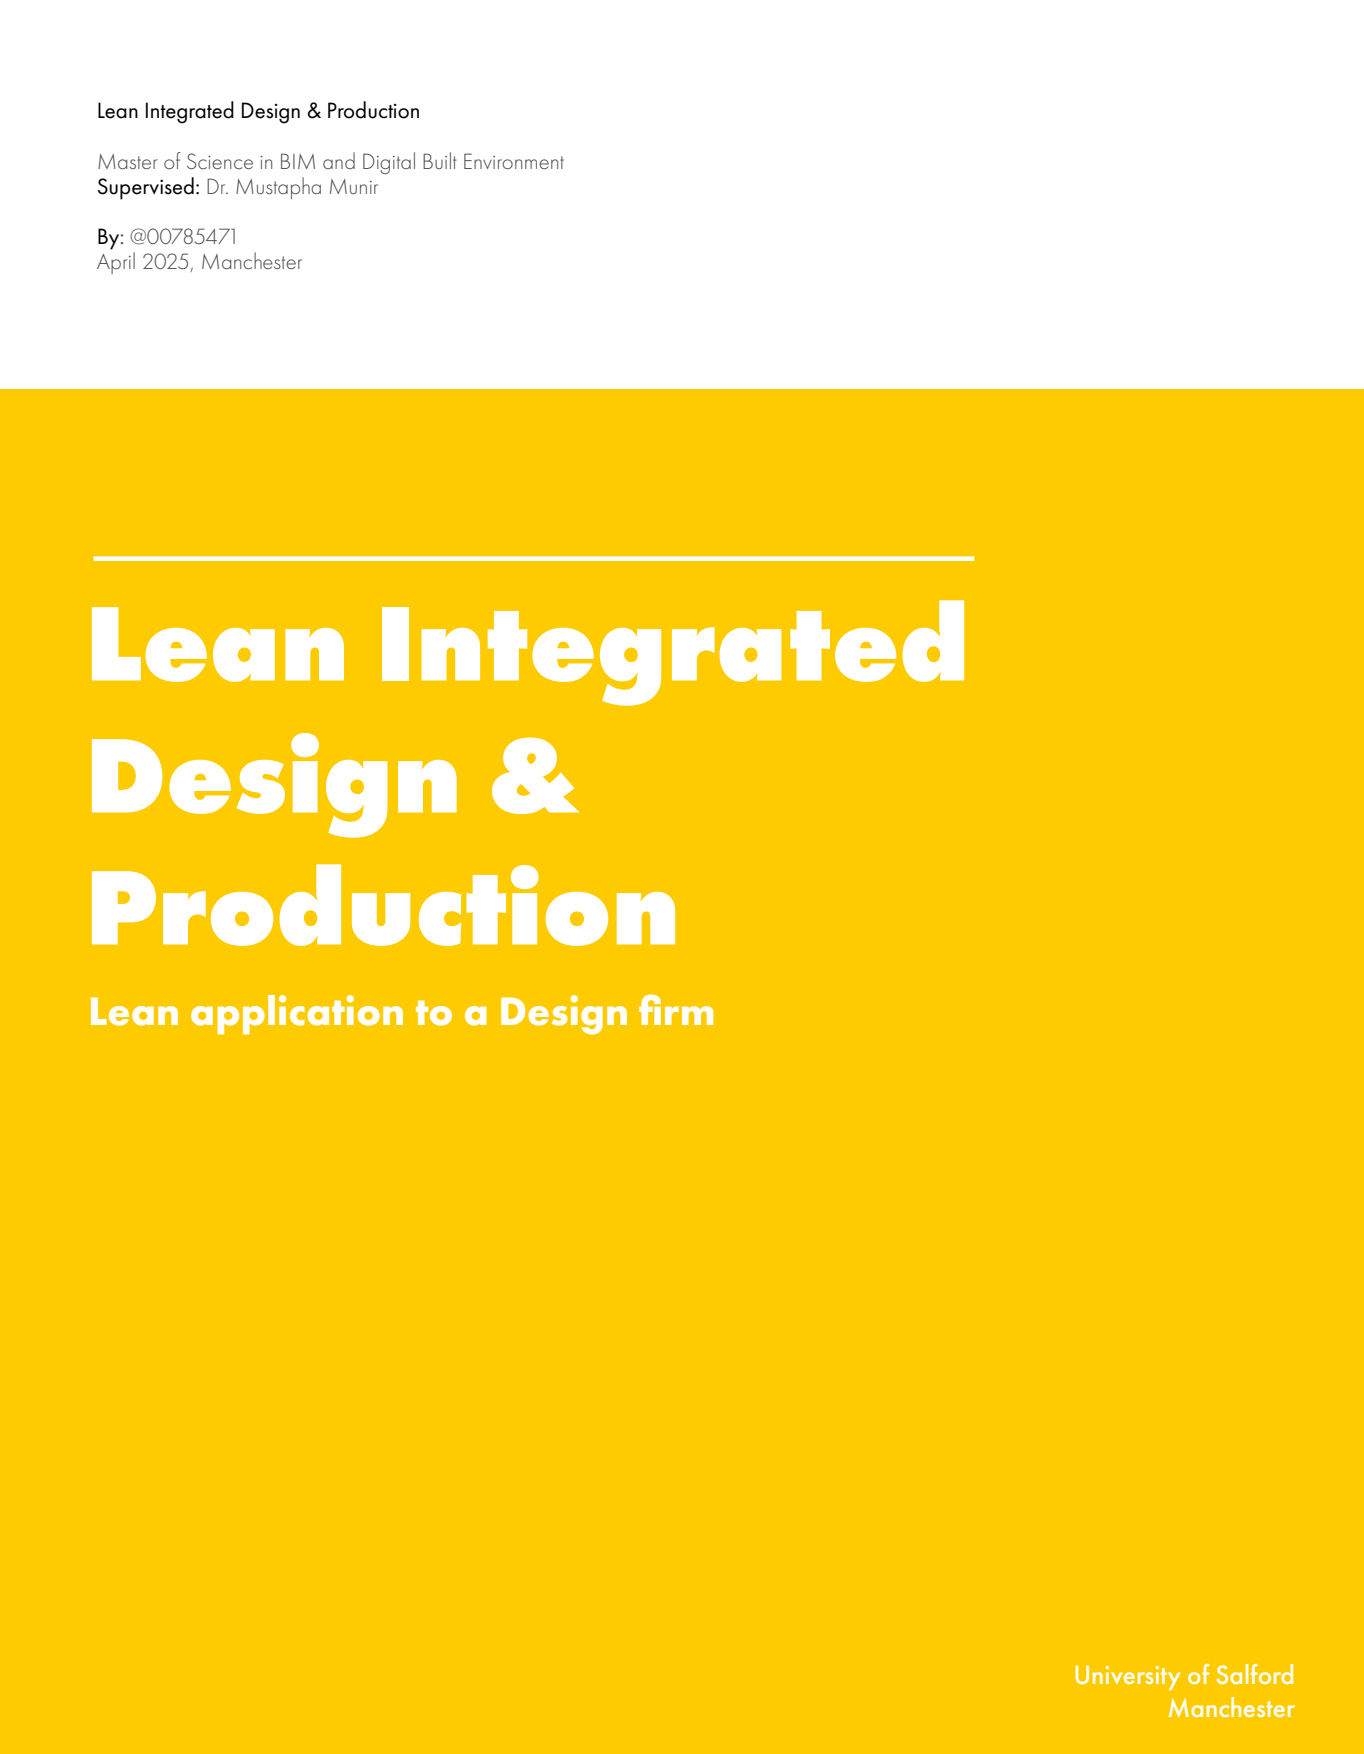 Lean Integrated Design & Production
Master of Science in BIM and Digital Built Environment
Supervised: Dr. Mustapha Munir
By: @00785471
April 2025, Manchester
Lean Integrated
Design &
Production
Lean application to a Design firm
University of Salford
Manchester